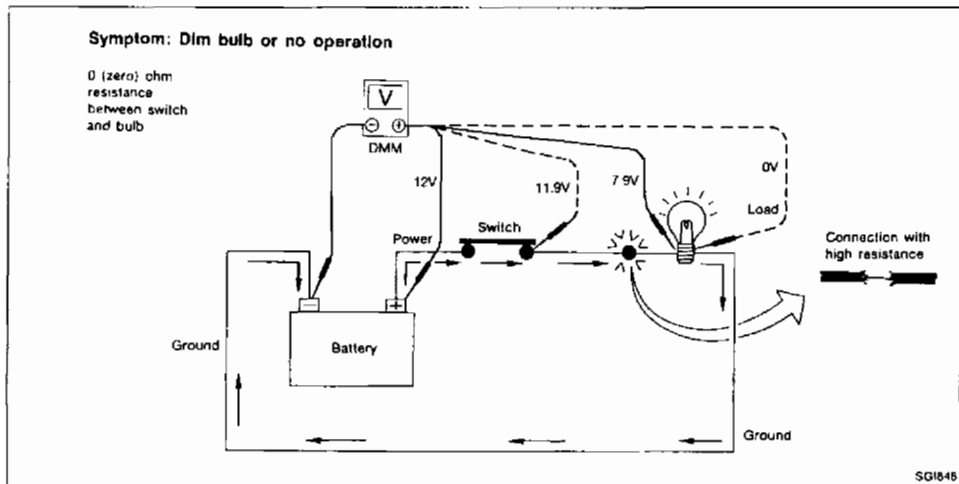 Symptom: Dim bulb or no operation
0 (zero) ohm
resistance
between switch
and bulb
V
DMM
12V
11.9V
7.9V
0V
Load
Switch
Power
Connection with
high resistance
Ground
Battery
Ground
SGI846